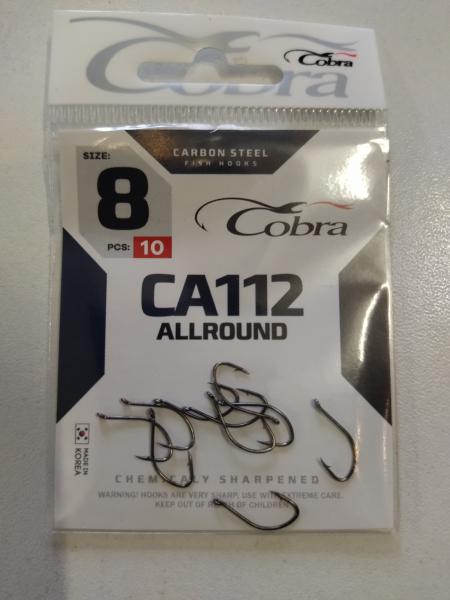 Cobra
Cobra
SIZE:
8
PCS: 10
CARBON STEEL
FISH HOOKS
Cobra
CA112
ALLROUND
MADE IN
KOREA
CHEMICALY SHARPENED
WARNING! HOOKS ARE VERY SHARP, USE WITH EXTREME CARE.
KEEP OUT OF REACH OF CHILDREN